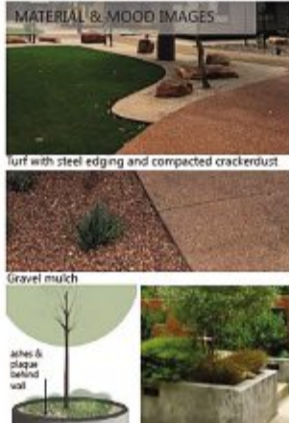 MATERIAL & MOOD IMAGES
Turf with steel edging and compacted crackerdust
Gravel mulch
ashes &
plaque
behind
wall